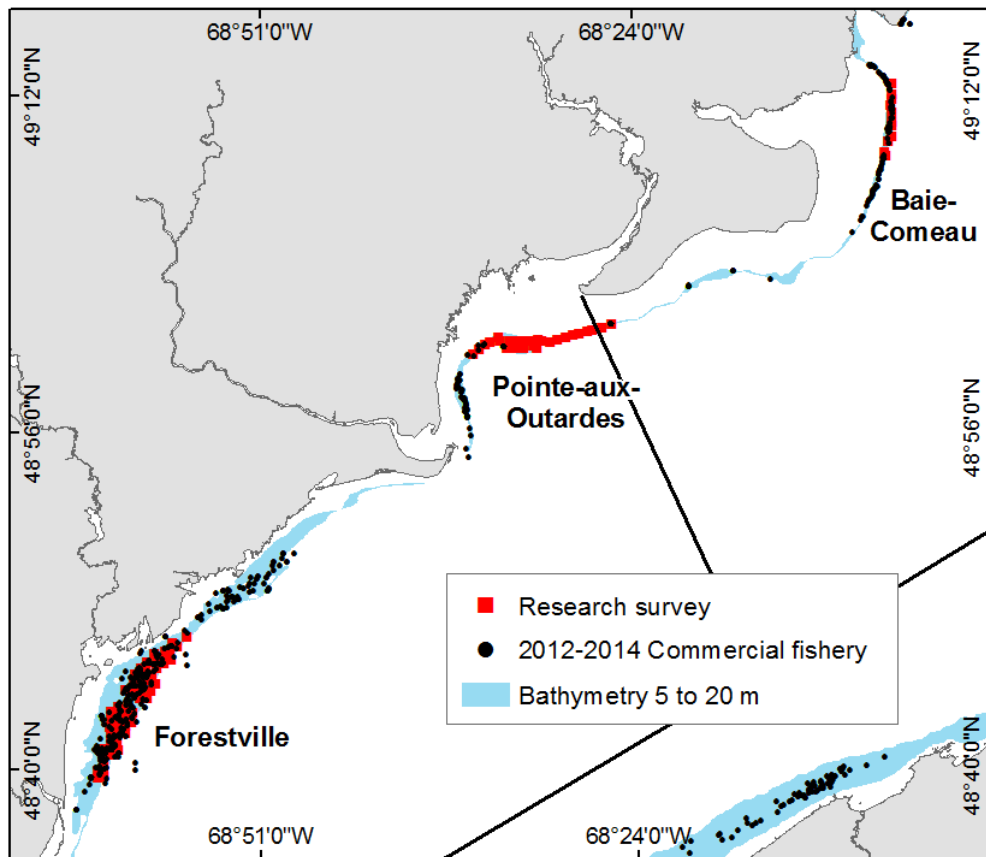 68°51'0"W
68°24'0"W
49°12'0"N
49°12'0"N
Baie-
Comeau
Pointe-aux-
Outardes
48°56'0"N
48°56'0"N
Research survey
2012-2014 Commercial fishery
Bathymetry 5 to 20 m
Forestville
48°40'0"N
48°40'0"N
68°51'0"W
68°24'0"W